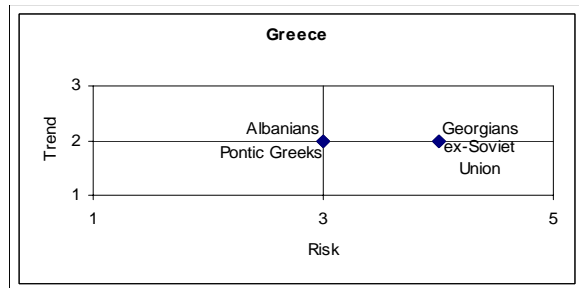 Greece
Trend
3
2
1
Albanians
Pontic Greeks
Georgians
ex-Soviet
Union
1
3
5
Risk